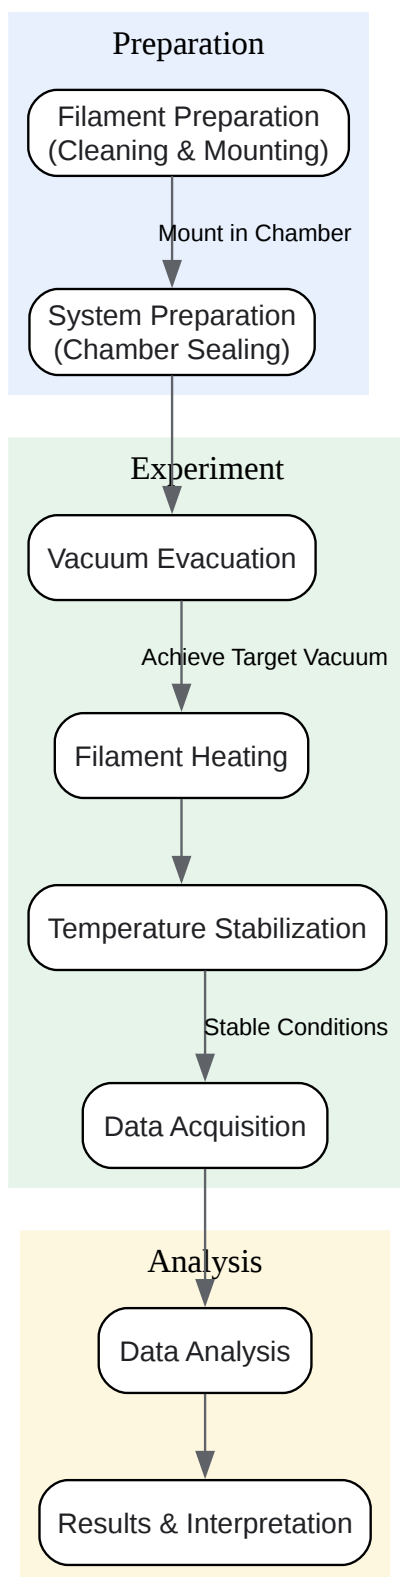 Preparation
Filament Preparation
(Cleaning & Mounting)
Mount in Chamber
System Preparation
(Chamber Sealing)
Experiment
Vacuum Evacuation
Achieve Target Vacuum
Filament Heating
Temperature Stabilization
Stable Conditions
Data Acquisition
Analysis
Data Analysis
Results & Interpretation